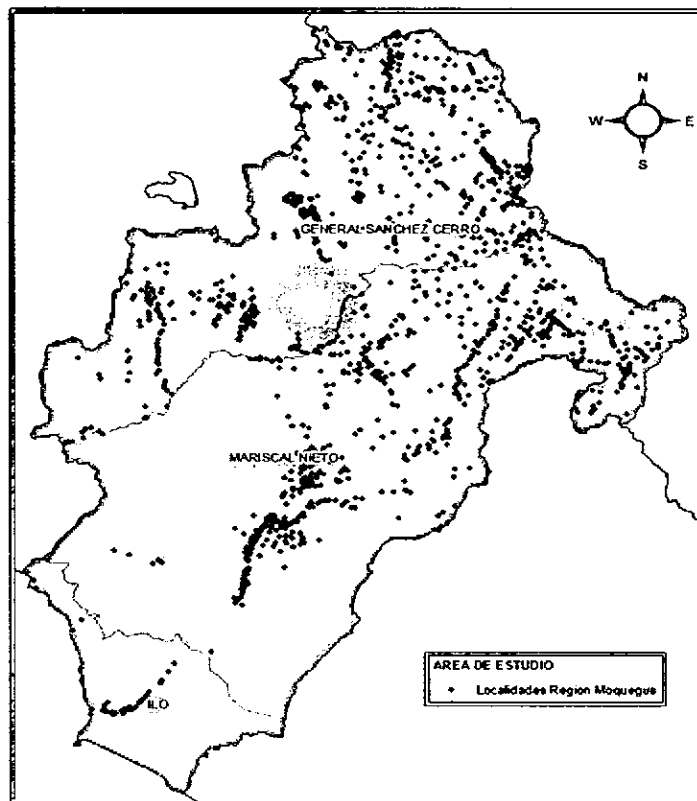 N
W E
S
GENERAL SANCHEZ CERRO
MARISCAL NIETO
ILO
AREA DE ESTUDIO
Localidades Region Moquegua